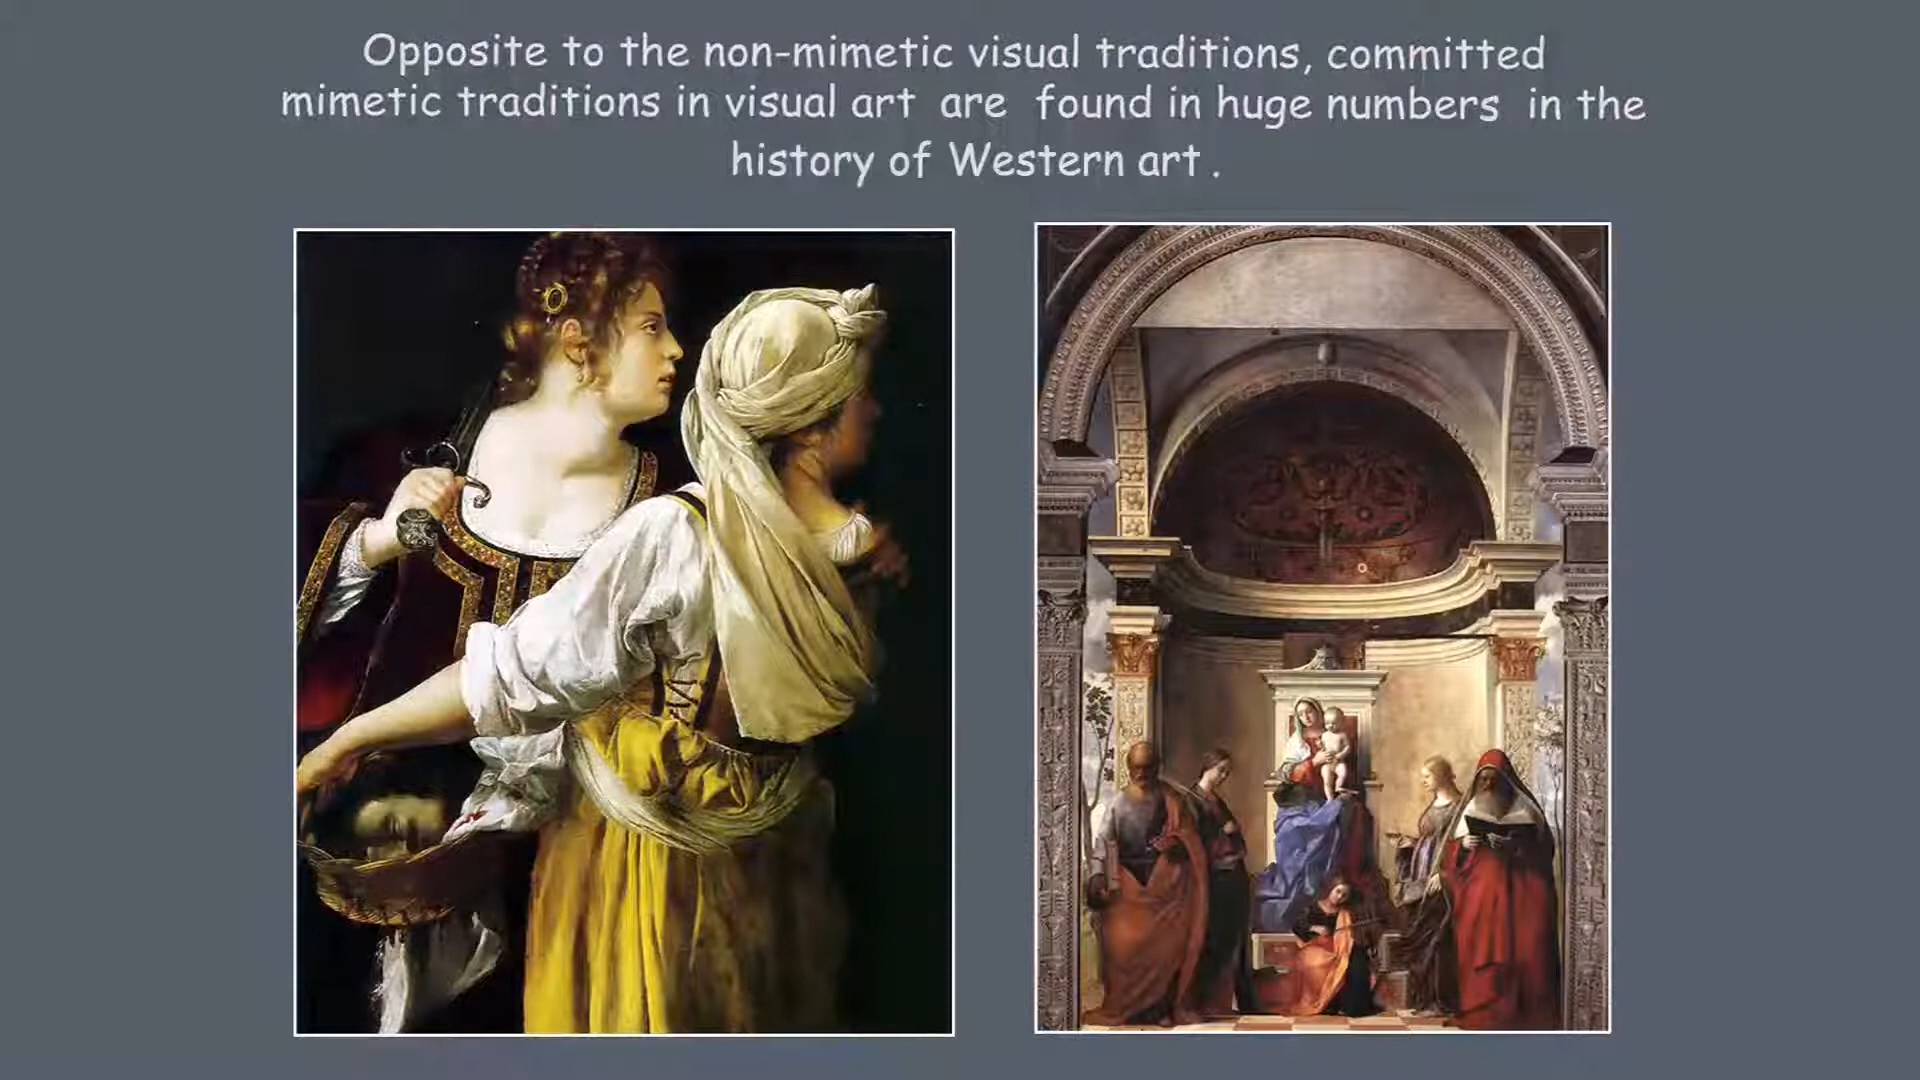 Opposite to the non-mimetic visual traditions, committed
mimetic traditions in visual art are found in huge numbers in the
history of Western art .